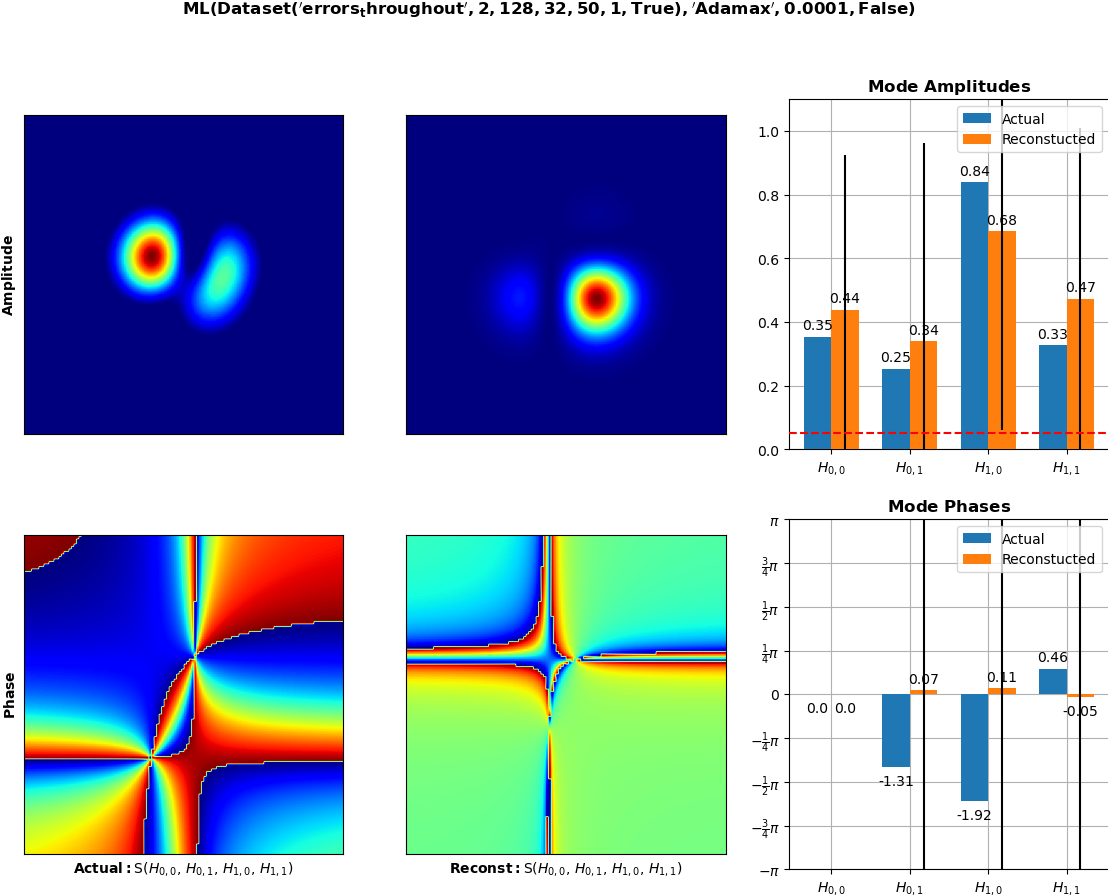 ML(Dataset('errors_throughout', 2, 128, 32, 50, 1, True), 'Adamax', 0.0001, False)
Amplitude
Mode Amplitudes
Actual
Reconstucted
1.0
0.8
0.6
0.4
0.2
0.0
0.35
0.44
0.25
0.34
0.84
0.68
0.33
0.47
H0,0
H0,1
H1,0
H1,1
Phase
Actual: S(H0,0, H0,1, H1,0, H1,1)
Reconst: S(H0,0, H0,1, H1,0, H1,1)
Mode Phases
Actual
Reconstucted
π
3/4π
1/2π
1/4π
0
−1/4π
−1/2π
−3/4π
−π
0.0
0.0
-1.31
0.07
-1.92
0.11
0.46
-0.05
H0,0
H0,1
H1,0
H1,1